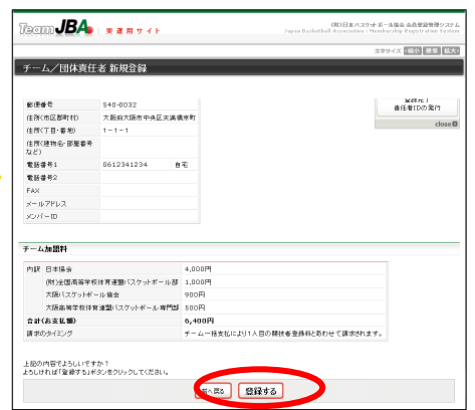 Team JBA 東運用サイト
(財)日本バスケットボール協会 会員登録管理システム
Japan Basketball Association : Membership Registration System
文字サイズ 縮小 標準 拡大
チーム／団体責任者 新規登録
郵便番号 540-0032
責任者IDの発行
住所(市区郡町村) 大阪府大阪市中央区天満橋京町
住所(丁目・番地) 1-1-1
close
住所(建物名・部屋番号など)
電話番号1 0612341234 自宅
電話番号2
FAX
メールアドレス
メンバーID
チーム加盟料
内訳 日本協会 4,000円
(財)全国高等学校体育連盟バスケットボール部 1,000円
大阪バスケットボール協会 900円
大阪高等学校体育連盟バスケットボール専門部 500円
合計(お支払額) 6,400円
請求のタイミング チーム一括支払により1人目の競技者登録料とあわせて請求されます。
上記の内容でよろしいですか？
よろしければ「登録する」ボタンをクリックしてください。
前へ戻る 登録する